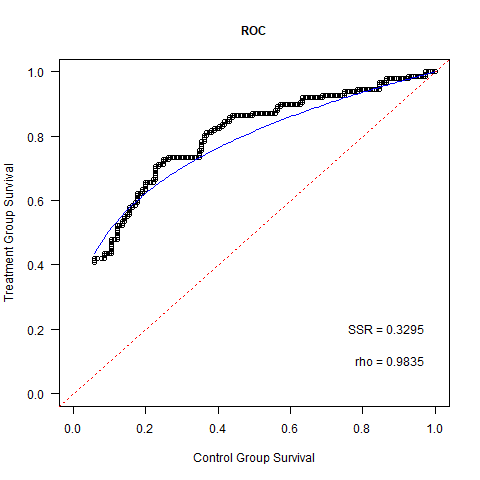 ROC
Treatment Group Survival
1.0
0.8
0.6
0.4
0.2
0.0
SSR = 0.3295
rho = 0.9835
0.0 0.2 0.4 0.6 0.8 1.0
Control Group Survival